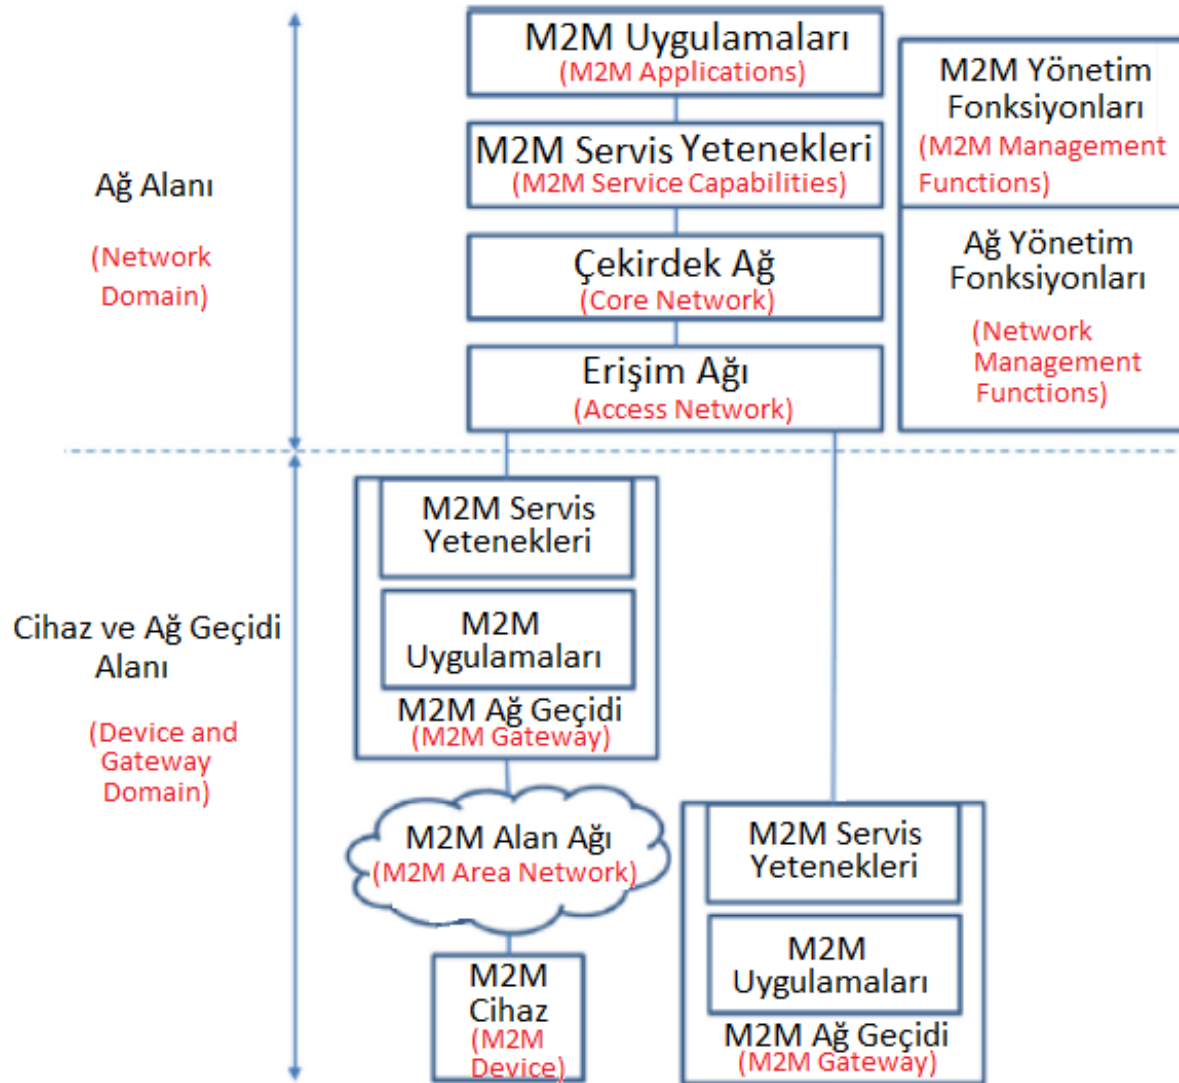 M2M Uygulamaları
(M2M Applications)
M2M Servis Yetenekleri
(M2M Service Capabilities)
Çekirdek Ağ
(Core Network)
Erişim Ağı
(Access Network)
M2M Yönetim
Fonksiyonları
(M2M Management
Functions)
Ağ Yönetim
Fonksiyonları
(Network
Management
Functions)
Ağ Alanı
(Network
Domain)
Cihaz ve Ağ Geçidi
Alanı
(Device and
Gateway
Domain)
M2M Servis
Yetenekleri
M2M
Uygulamaları
M2M Ağ Geçidi
(M2M Gateway)
M2M Alan Ağı
(M2M Area Network)
M2M
Cihaz
(M2M
Device)
M2M Servis
Yetenekleri
M2M
Uygulamaları
M2M Ağ Geçidi
(M2M Gateway)